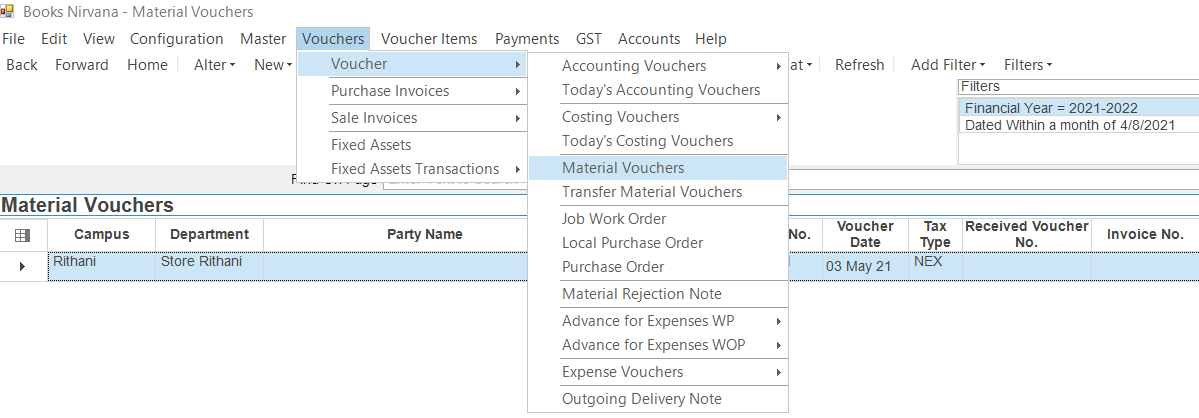 Books Nirvana - Material Vouchers
File Edit View Configuration Master Vouchers Voucher Items Payments GST Accounts Help
Back Forward Home Alter New
Refresh Add Filter Filters
Voucher
Purchase Invoices
Sale Invoices
Fixed Assets
Fixed Assets Transactions
Accounting Vouchers
Today's Accounting Vouchers
Costing Vouchers
Today's Costing Vouchers
Material Vouchers
Transfer Material Vouchers
Job Work Order
Local Purchase Order
Purchase Order
Material Rejection Note
Advance for Expenses WP
Advance for Expenses WOP
Expense Vouchers
Outgoing Delivery Note
Filters
Financial Year = 2021-2022
Dated Within a month of 4/8/2021
Material Vouchers
Campus Department Party Name No. Voucher Date Tax Type Received Voucher No. Invoice No.
Rithani Store Rithani 03 May 21 NEX